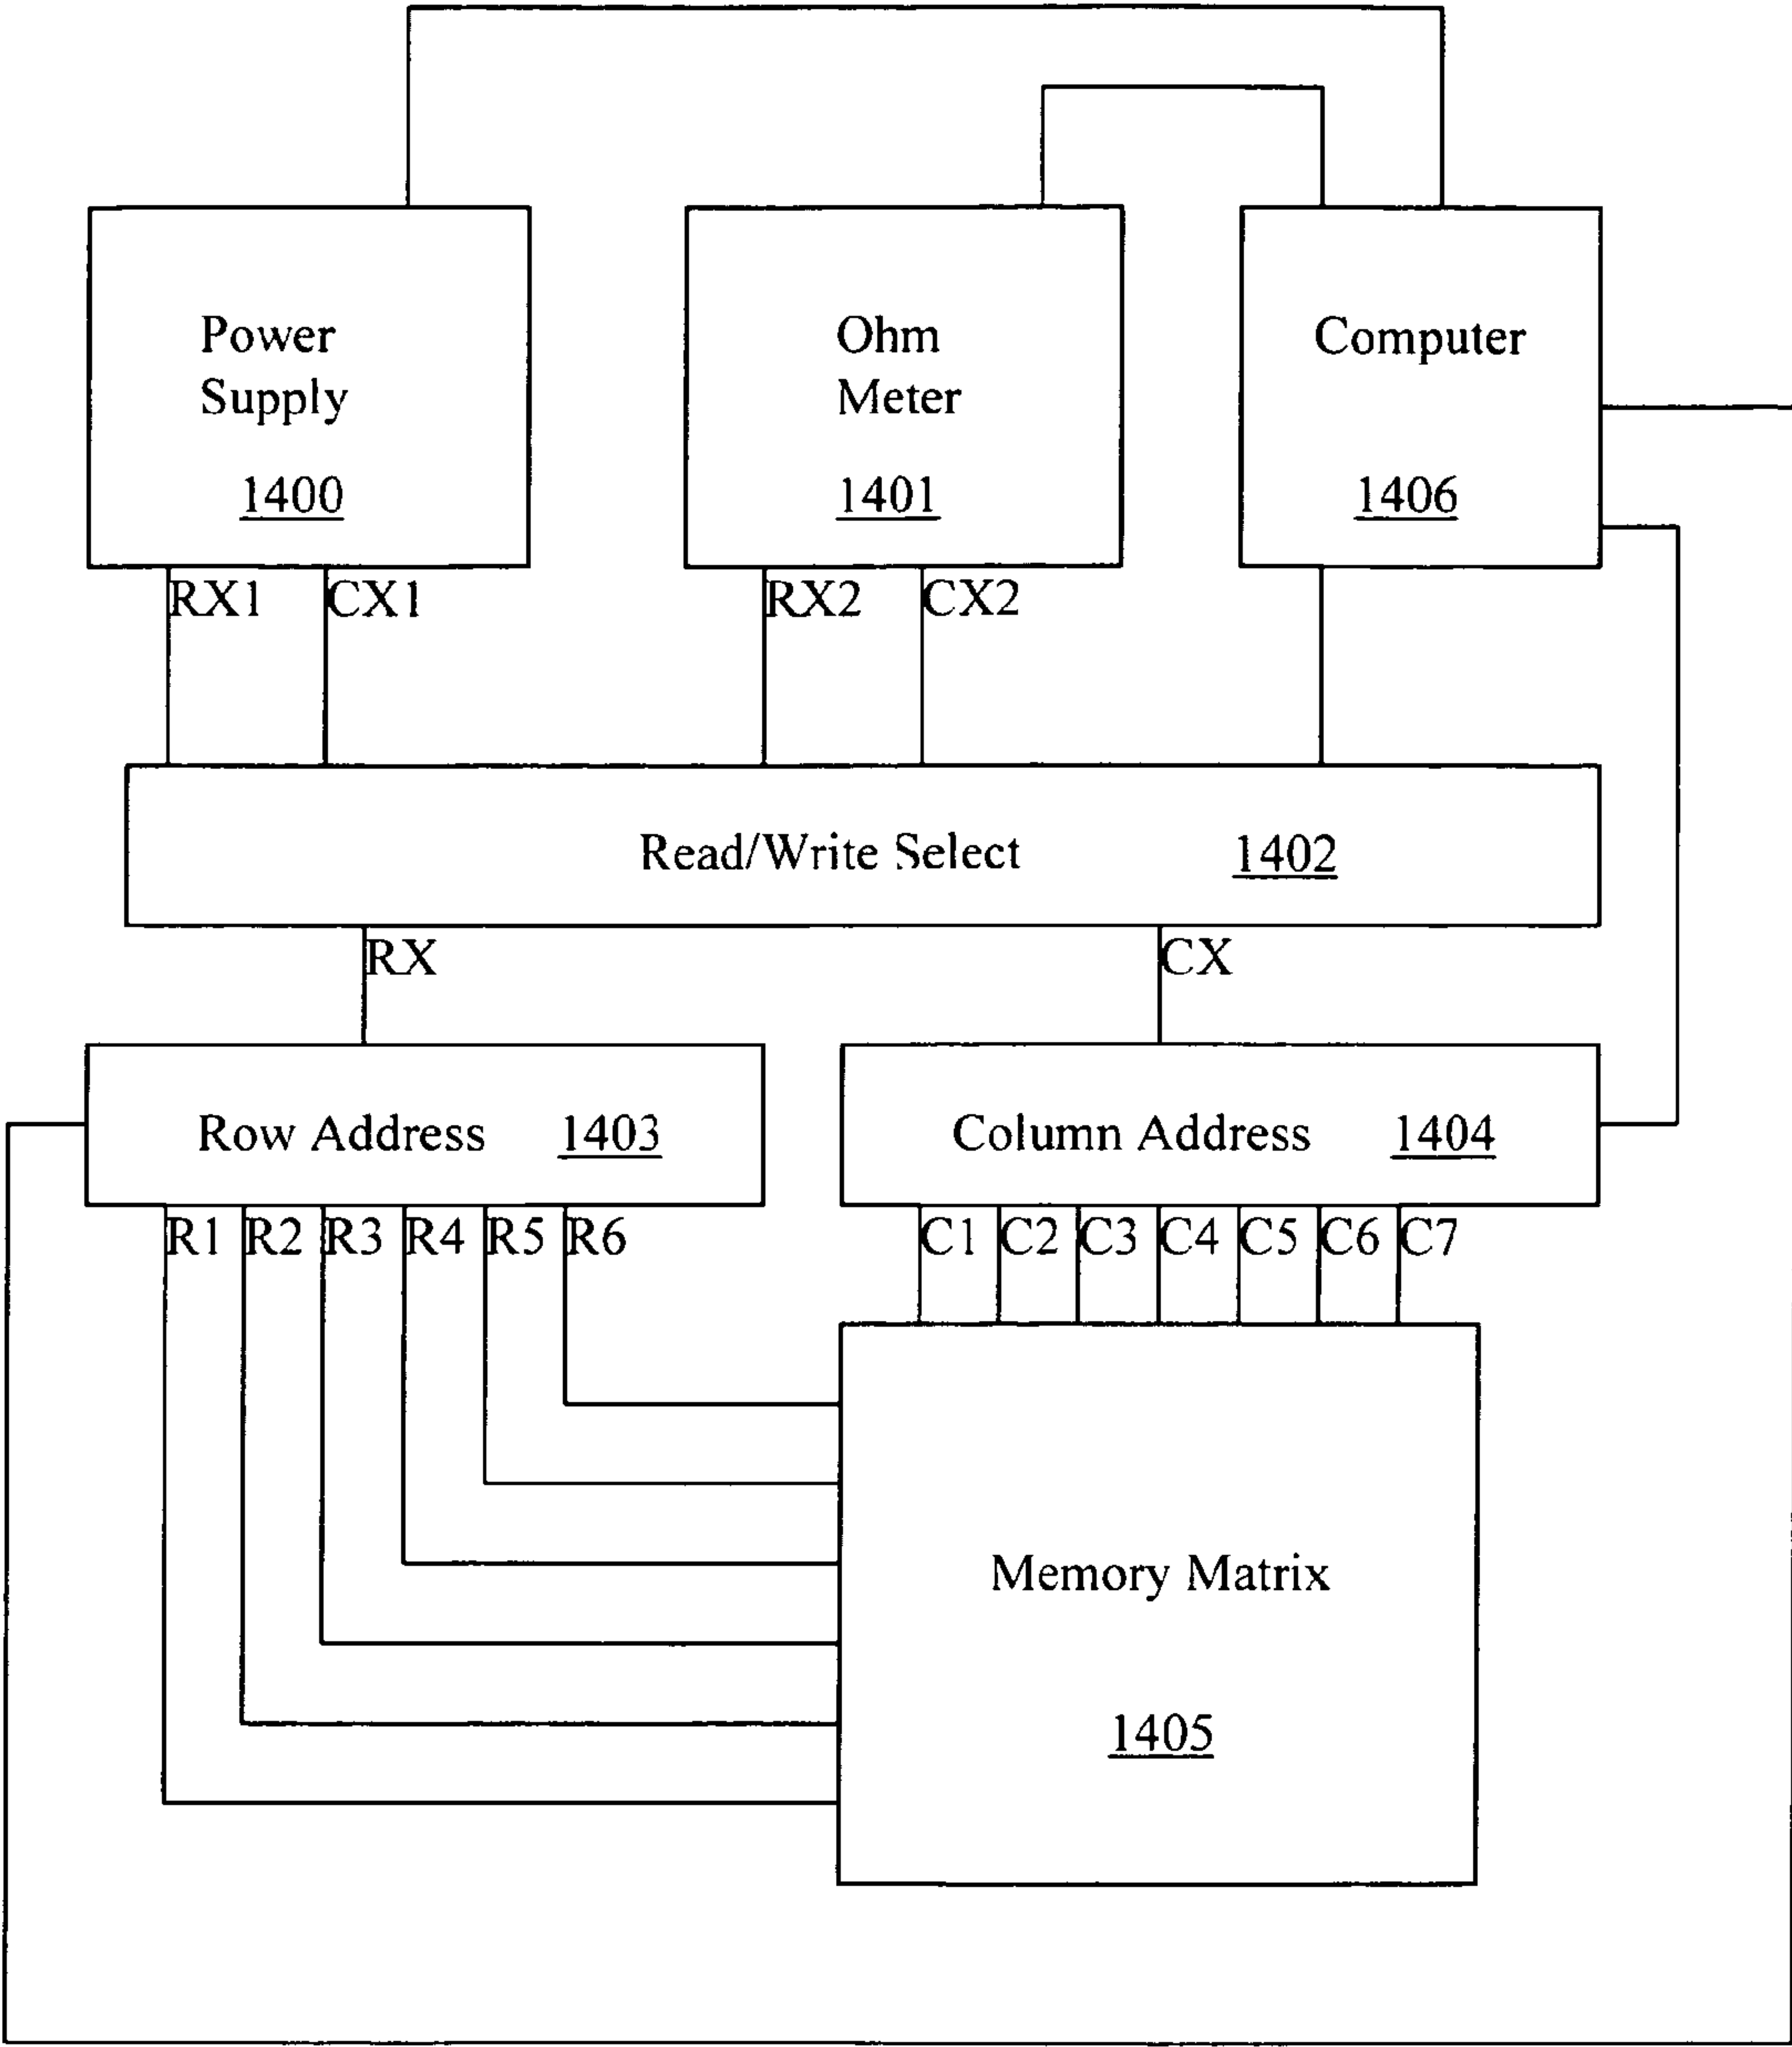 Power
Supply
1400
Ohm
Meter
1401
Computer
1406
RX1 CX1 RX2 CX2
Read/Write Select 1402
RX CX
Row Address 1403
Column Address 1404
R1 R2 R3 R4 R5 R6
C1 C2 C3 C4 C5 C6 C7
Memory Matrix
1405